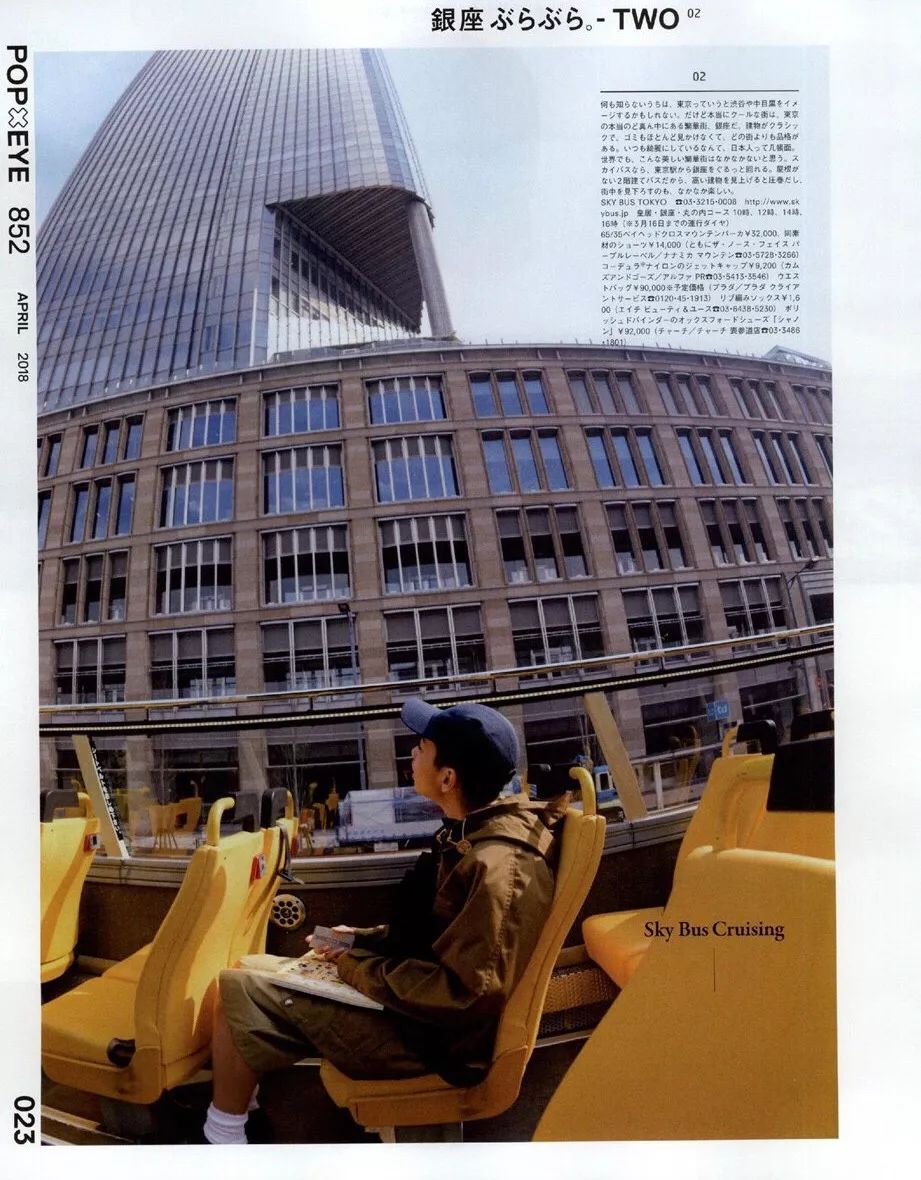 銀座 ぶらぶら。- TWO 02
POPEYE 852 APRIL 2018
02
何も知らないうちは、東京っていうと渋谷や中目黒をイメ
ージするかもしれない。だけど本当にクールな街は、東京
の本当のど真ん中にある繁華街、銀座だ。建物がクラシッ
クで、ゴミもほとんど見かけなくて、どの街よりも品格が
ある。いつも綺麗にしているなんて、日本人って几帳面。
世界でも、こんな美しい繁華街はなかなかないと思う。ス
カイバスなら、東京駅から銀座をぐるっと回れる。屋根が
ない2階建てバスだから、高い建物を見上げると圧巻だし、
街中を見下ろすのも、なかなか楽しい。
SKY BUS TOKYO ☎03・3215・0008 http://www.sk
ybus.jp 皇居・銀座・丸の内コース 10時、12時、14時、
16時（※3月16日までの運行ダイヤ）
65/35ベイヘッドクロスマウンテンパーカ¥32,000、同素
材のショーツ¥14,000（ともにザ・ノース・フェイス パ
ープルレーベル／ナナミカ マウンテン☎03・5728・3266）
コーデュラ®ナイロンのジェットキャップ¥9,200（カム
ズアンドゴーズ／アルファ PR☎03・5413・3546） ウエス
トバッグ¥90,000※予定価格（プラダ／プラダ クライア
ントサービス☎0120・45・1913） リブ編みソックス¥1,6
00（エイチ ビューティ&ユース☎03・6438・5230） ポリ
ッシュドバインダーのオックスフォードシューズ「シャノ
ン」¥92,000（チャーチ／チャーチ 表参道店☎03・3486
・1801）
Sky Bus Cruising
023